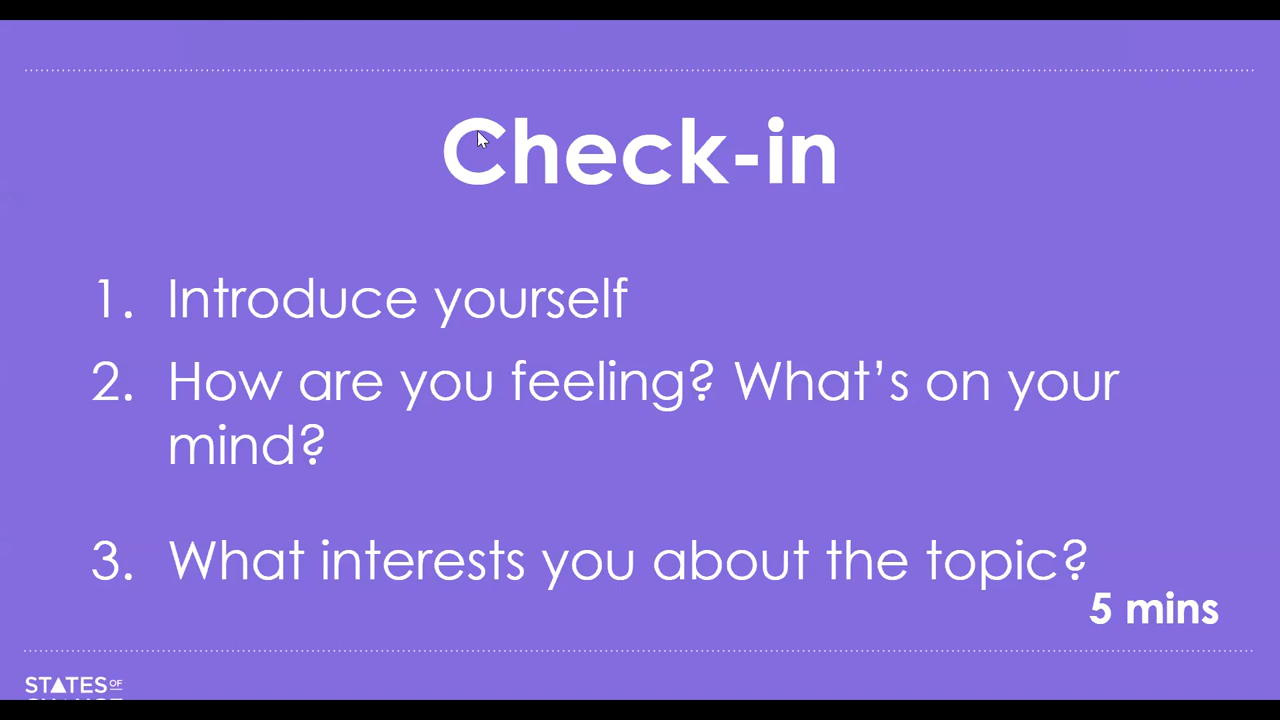 Check-in
1. Introduce yourself
2. How are you feeling? What’s on your
mind?
3. What interests you about the topic?
5 mins
STATES OF